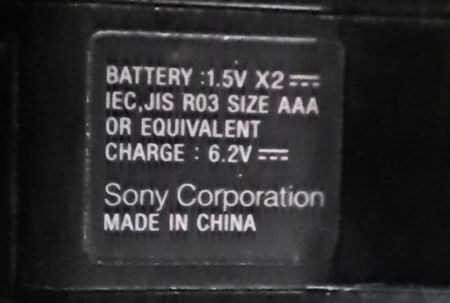 BATTERY :1.5V X2 ⎓
IEC,JIS R03 SIZE AAA
OR EQUIVALENT
CHARGE : 6.2V ⎓
Sony Corporation
MADE IN CHINA